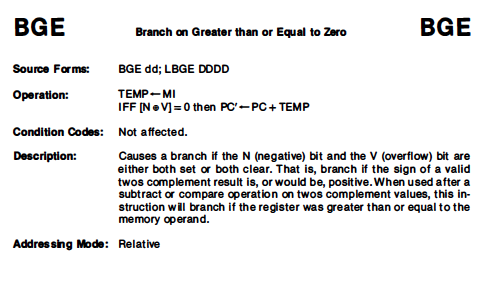 BGE Branch on Greater than or Equal to Zero BGE
Source Forms: BGE dd; LBGE DDDD
Operation: TEMP←MI
IFF [N⊕V]=0 then PC′←PC+TEMP
Condition Codes: Not affected.
Description: Causes a branch if the N (negative) bit and the V (overflow) bit are
either both set or both clear. That is, branch if the sign of a valid
twos complement result is, or would be, positive. When used after a
subtract or compare operation on twos complement values, this in-
struction will branch if the register was greater than or equal to the
memory operand.
Addressing Mode: Relative